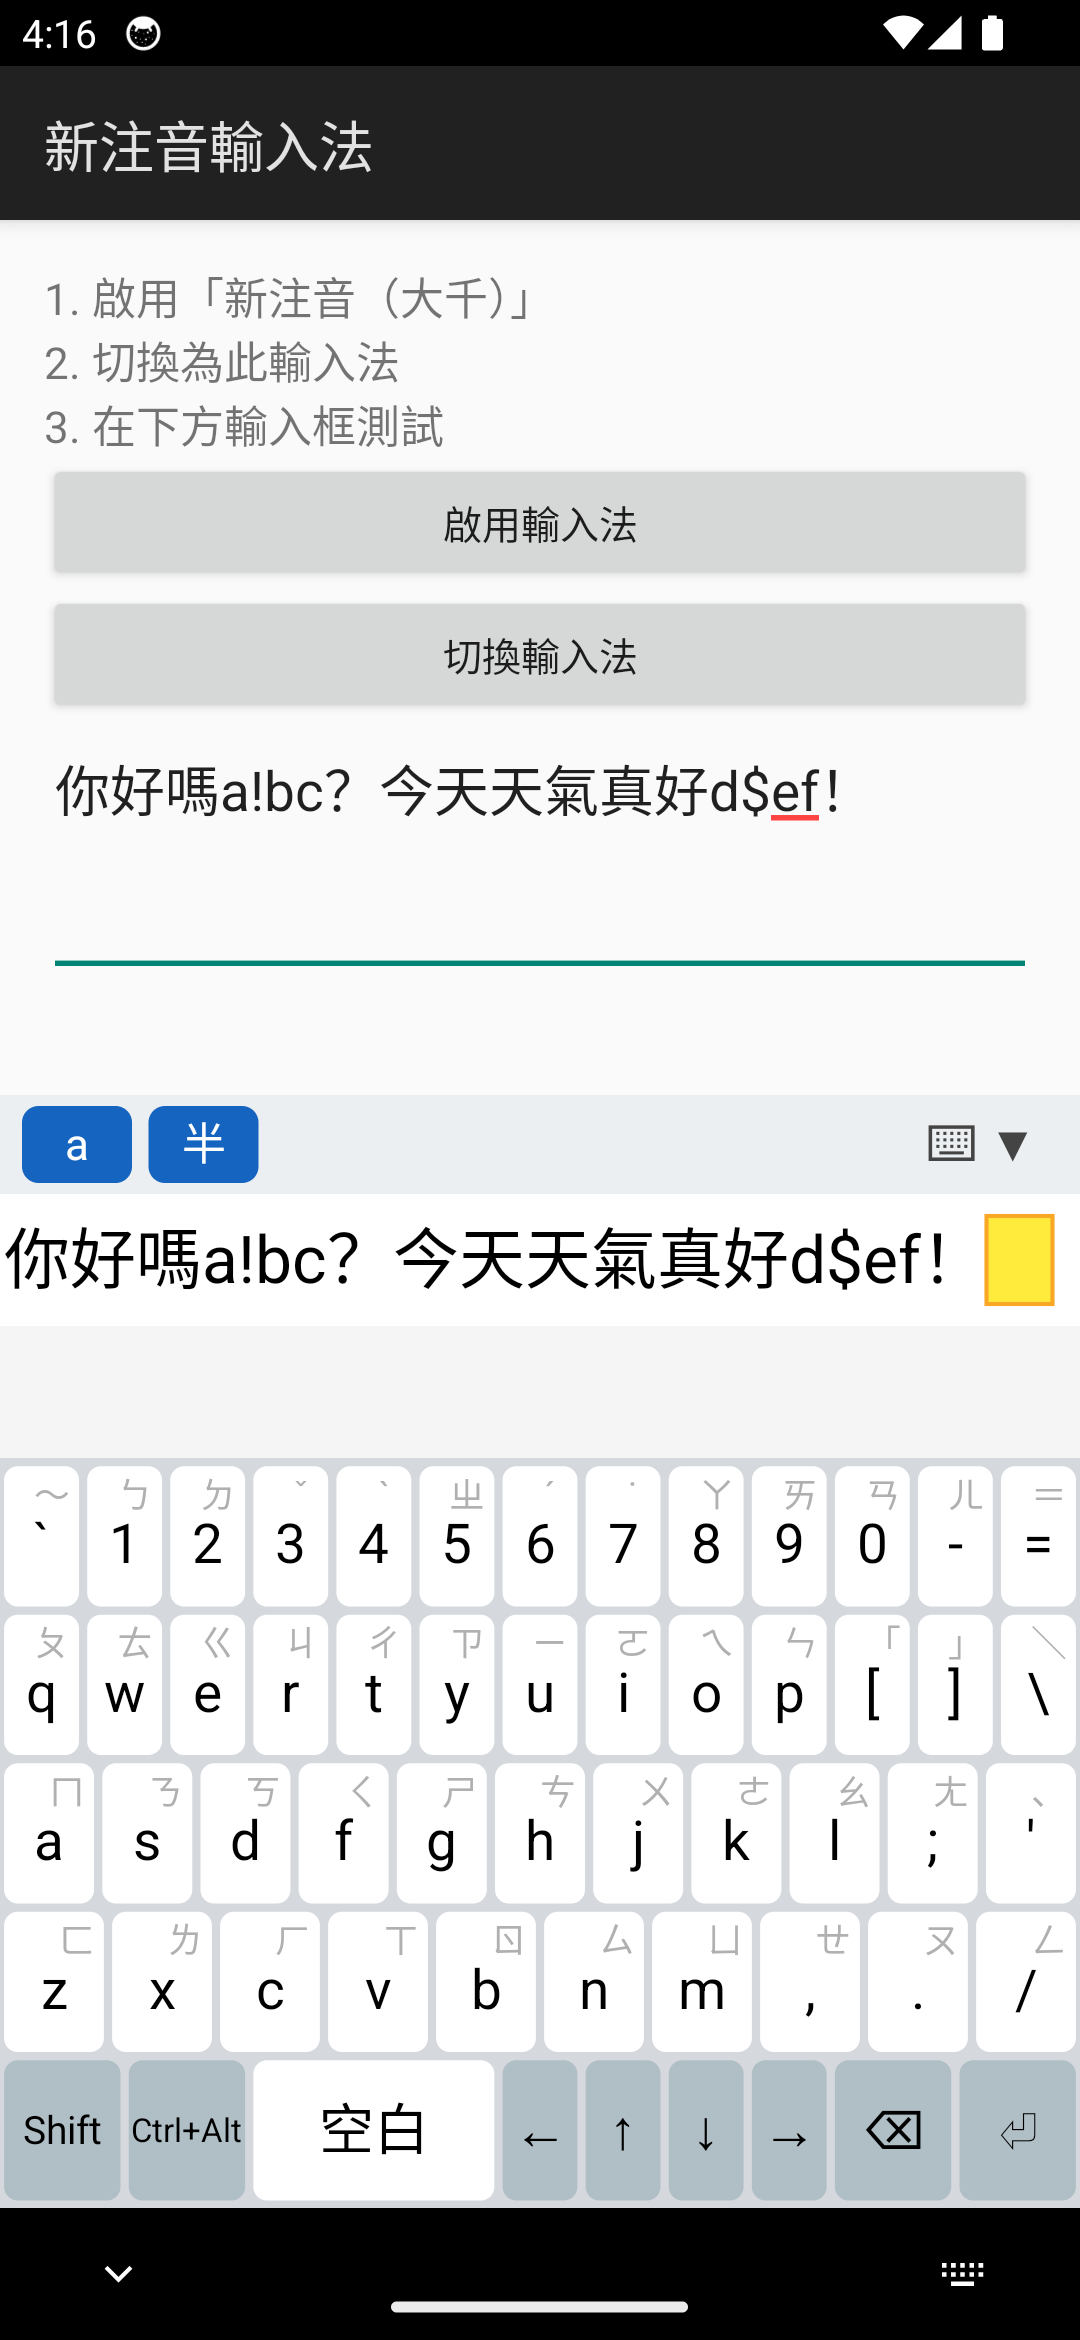 4:16
新注音輸入法
1. 啟用「新注音（大千）」
2. 切換為此輸入法
3. 在下方輸入框測試
啟用輸入法
切換輸入法
你好嗎a!bc？今天天氣真好d$ef！
a 半 ▼
你好嗎a!bc？今天天氣真好d$ef！
～ ㄅ ㄉ ˇ ˋ ㄓ ˊ ˙ ㄚ ㄞ ㄢ ㄦ ＝
` 1 2 3 4 5 6 7 8 9 0 - =
ㄆ ㄊ ㄍ ㄐ ㄔ ㄗ ㄧ ㄛ ㄟ ㄣ 「 」 ＼
q w e r t y u i o p [ ] \
ㄇ ㄋ ㄎ ㄑ ㄕ ㄘ ㄨ ㄜ ㄠ ㄤ 、
a s d f g h j k l ; '
ㄈ ㄌ ㄏ ㄒ ㄖ ㄙ ㄩ ㄝ ㄡ ㄥ
z x c v b n m , . /
Shift Ctrl+Alt 空白 ← ↑ ↓ → ⌫ ⏎